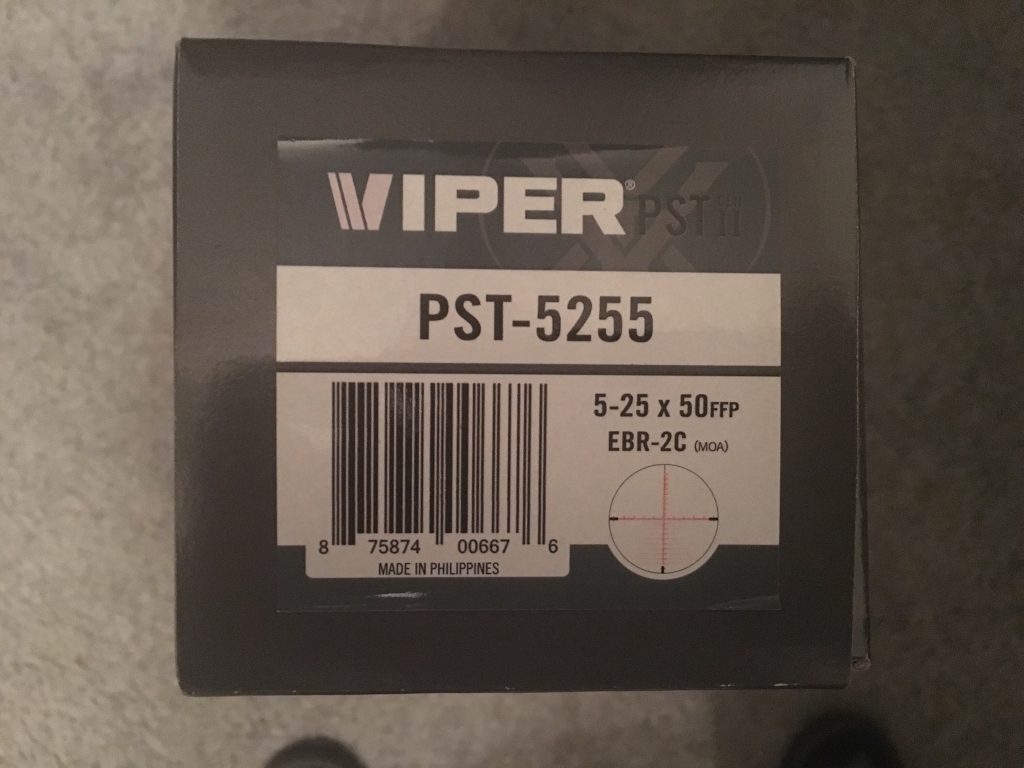 VIPER® PST GEN II
PST-5255
5-25 x 50 FFP
EBR-2C (MOA)
8 75874 00667 6
MADE IN PHILIPPINES